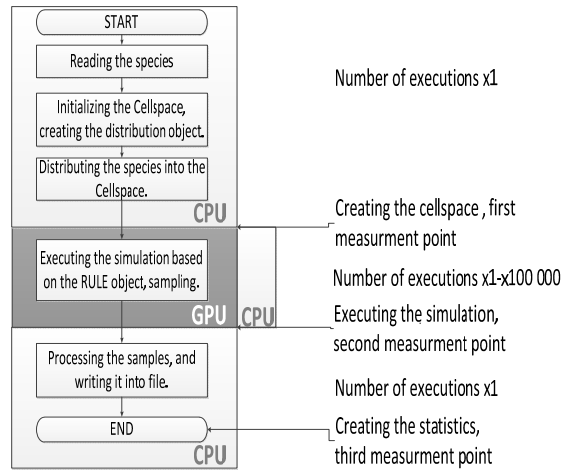 START
Reading the species
Number of executions x1
Initializing the Cellspace,
creating the distribution object.
Distributing the species into the
Cellspace.
CPU
Creating the cellspace , first
measurment point
Executing the simulation based
on the RULE object, sampling.
Number of executions x1-x100 000
GPU
CPU
Executing the simulation,
second measurment point
Processing the samples, and
writing it into file.
Number of executions x1
END
Creating the statistics,
third measurment point
CPU